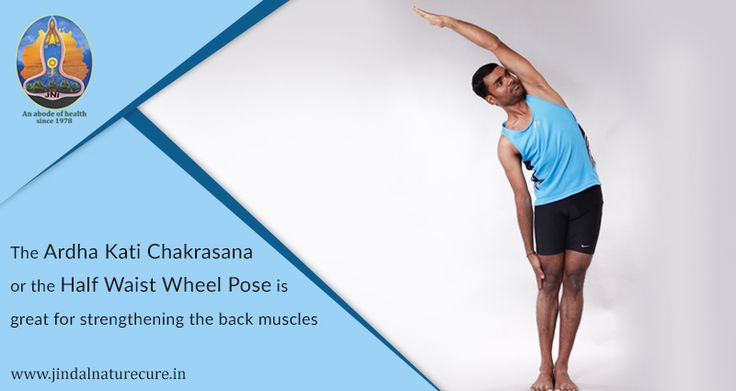 JNI
An abode of health
since 1978
The Ardha Kati Chakrasana
or the Half Waist Wheel Pose is
great for strengthening the back muscles
www.jindalnaturecure.in